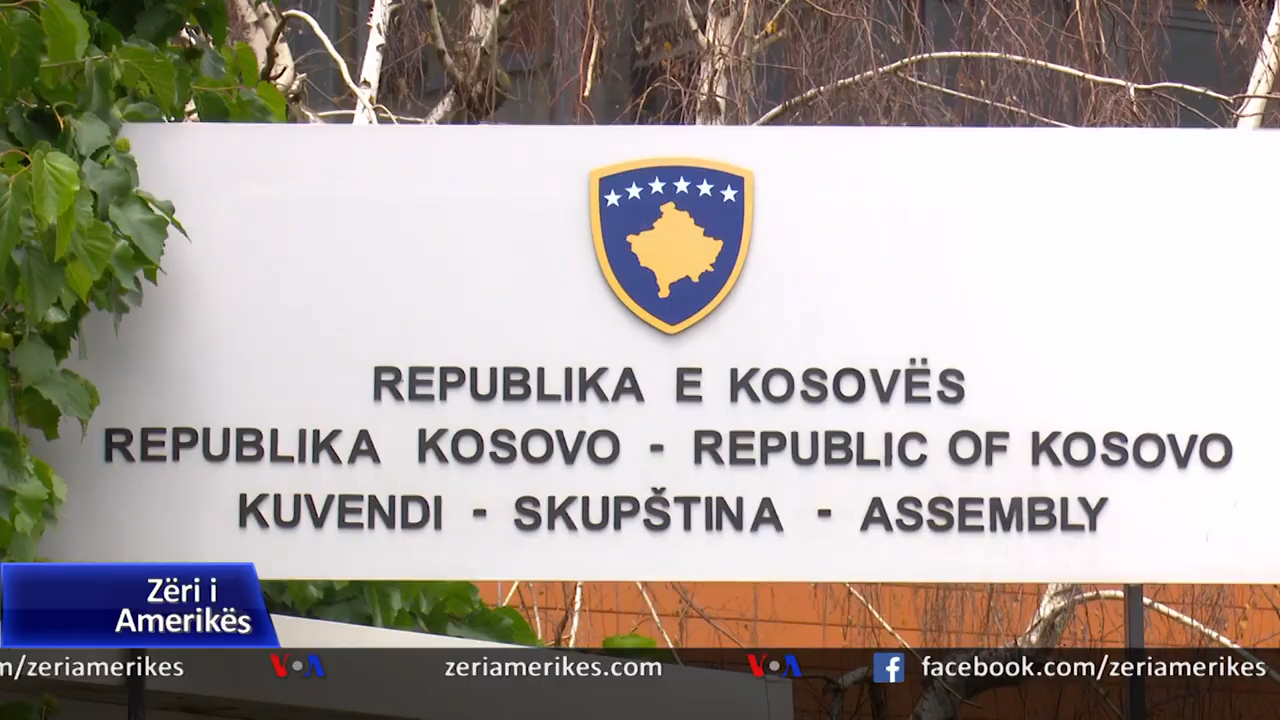 REPUBLIKA E KOSOVËS
REPUBLIKA KOSOVO - REPUBLIC OF KOSOVO
KUVENDI - SKUPŠTINA - ASSEMBLY
Zëri i
Amerikës
m/zeriamerikes VOA zeriamerikes.com VOA f facebook.com/zeriamerikes